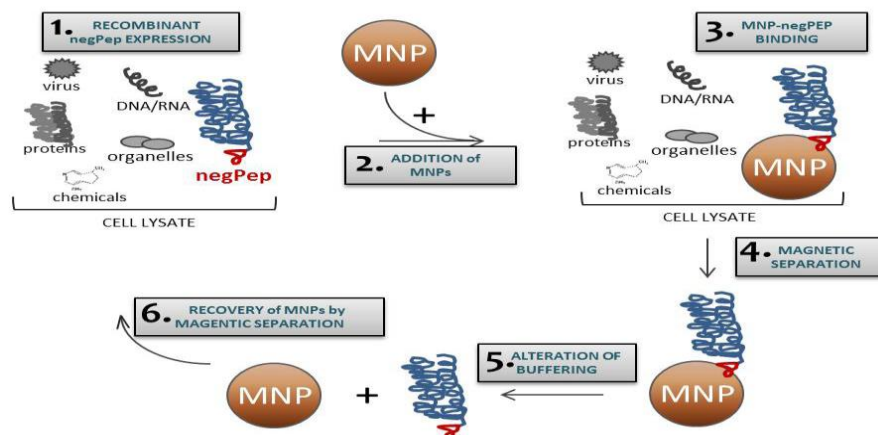 1. RECOMBINANT
negPep EXPRESSION
virus
DNA/RNA
proteins
organelles
negPep
chemicals
CELL LYSATE
MNP
+
2. ADDITION of
MNPs
3. MNP-negPEP
BINDING
virus
DNA/RNA
proteins
organelles
MNP
chemicals
CELL LYSATE
4. MAGNETIC
SEPARATION
5. ALTERATION OF
BUFFERING
MNP
6. RECOVERY of MNPs by
MAGENTIC SEPARATION
MNP +